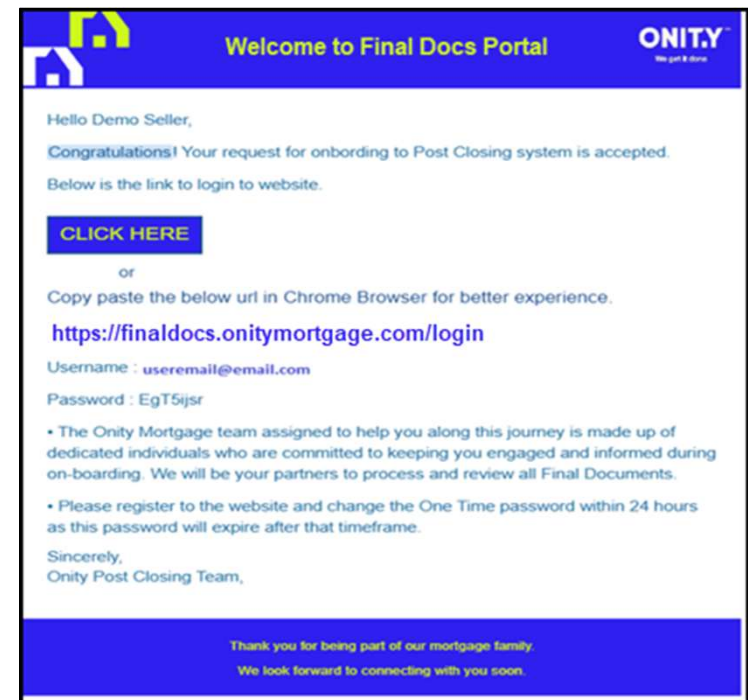 Welcome to Final Docs Portal
ONIT.Y™
We get it done
Hello Demo Seller,
Congratulations! Your request for onbording to Post Closing system is accepted.
Below is the link to login to website.
CLICK HERE
or
Copy paste the below url in Chrome Browser for better experience.
https://finaldocs.onitymortgage.com/login
Username : useremail@email.com
Password : EgT5ijsr
• The Onity Mortgage team assigned to help you along this journey is made up of
dedicated individuals who are committed to keeping you engaged and informed during
on-boarding. We will be your partners to process and review all Final Documents.
• Please register to the website and change the One Time password within 24 hours
as this password will expire after that timeframe.
Sincerely,
Onity Post Closing Team,
Thank you for being part of our mortgage family.
We look forward to connecting with you soon.